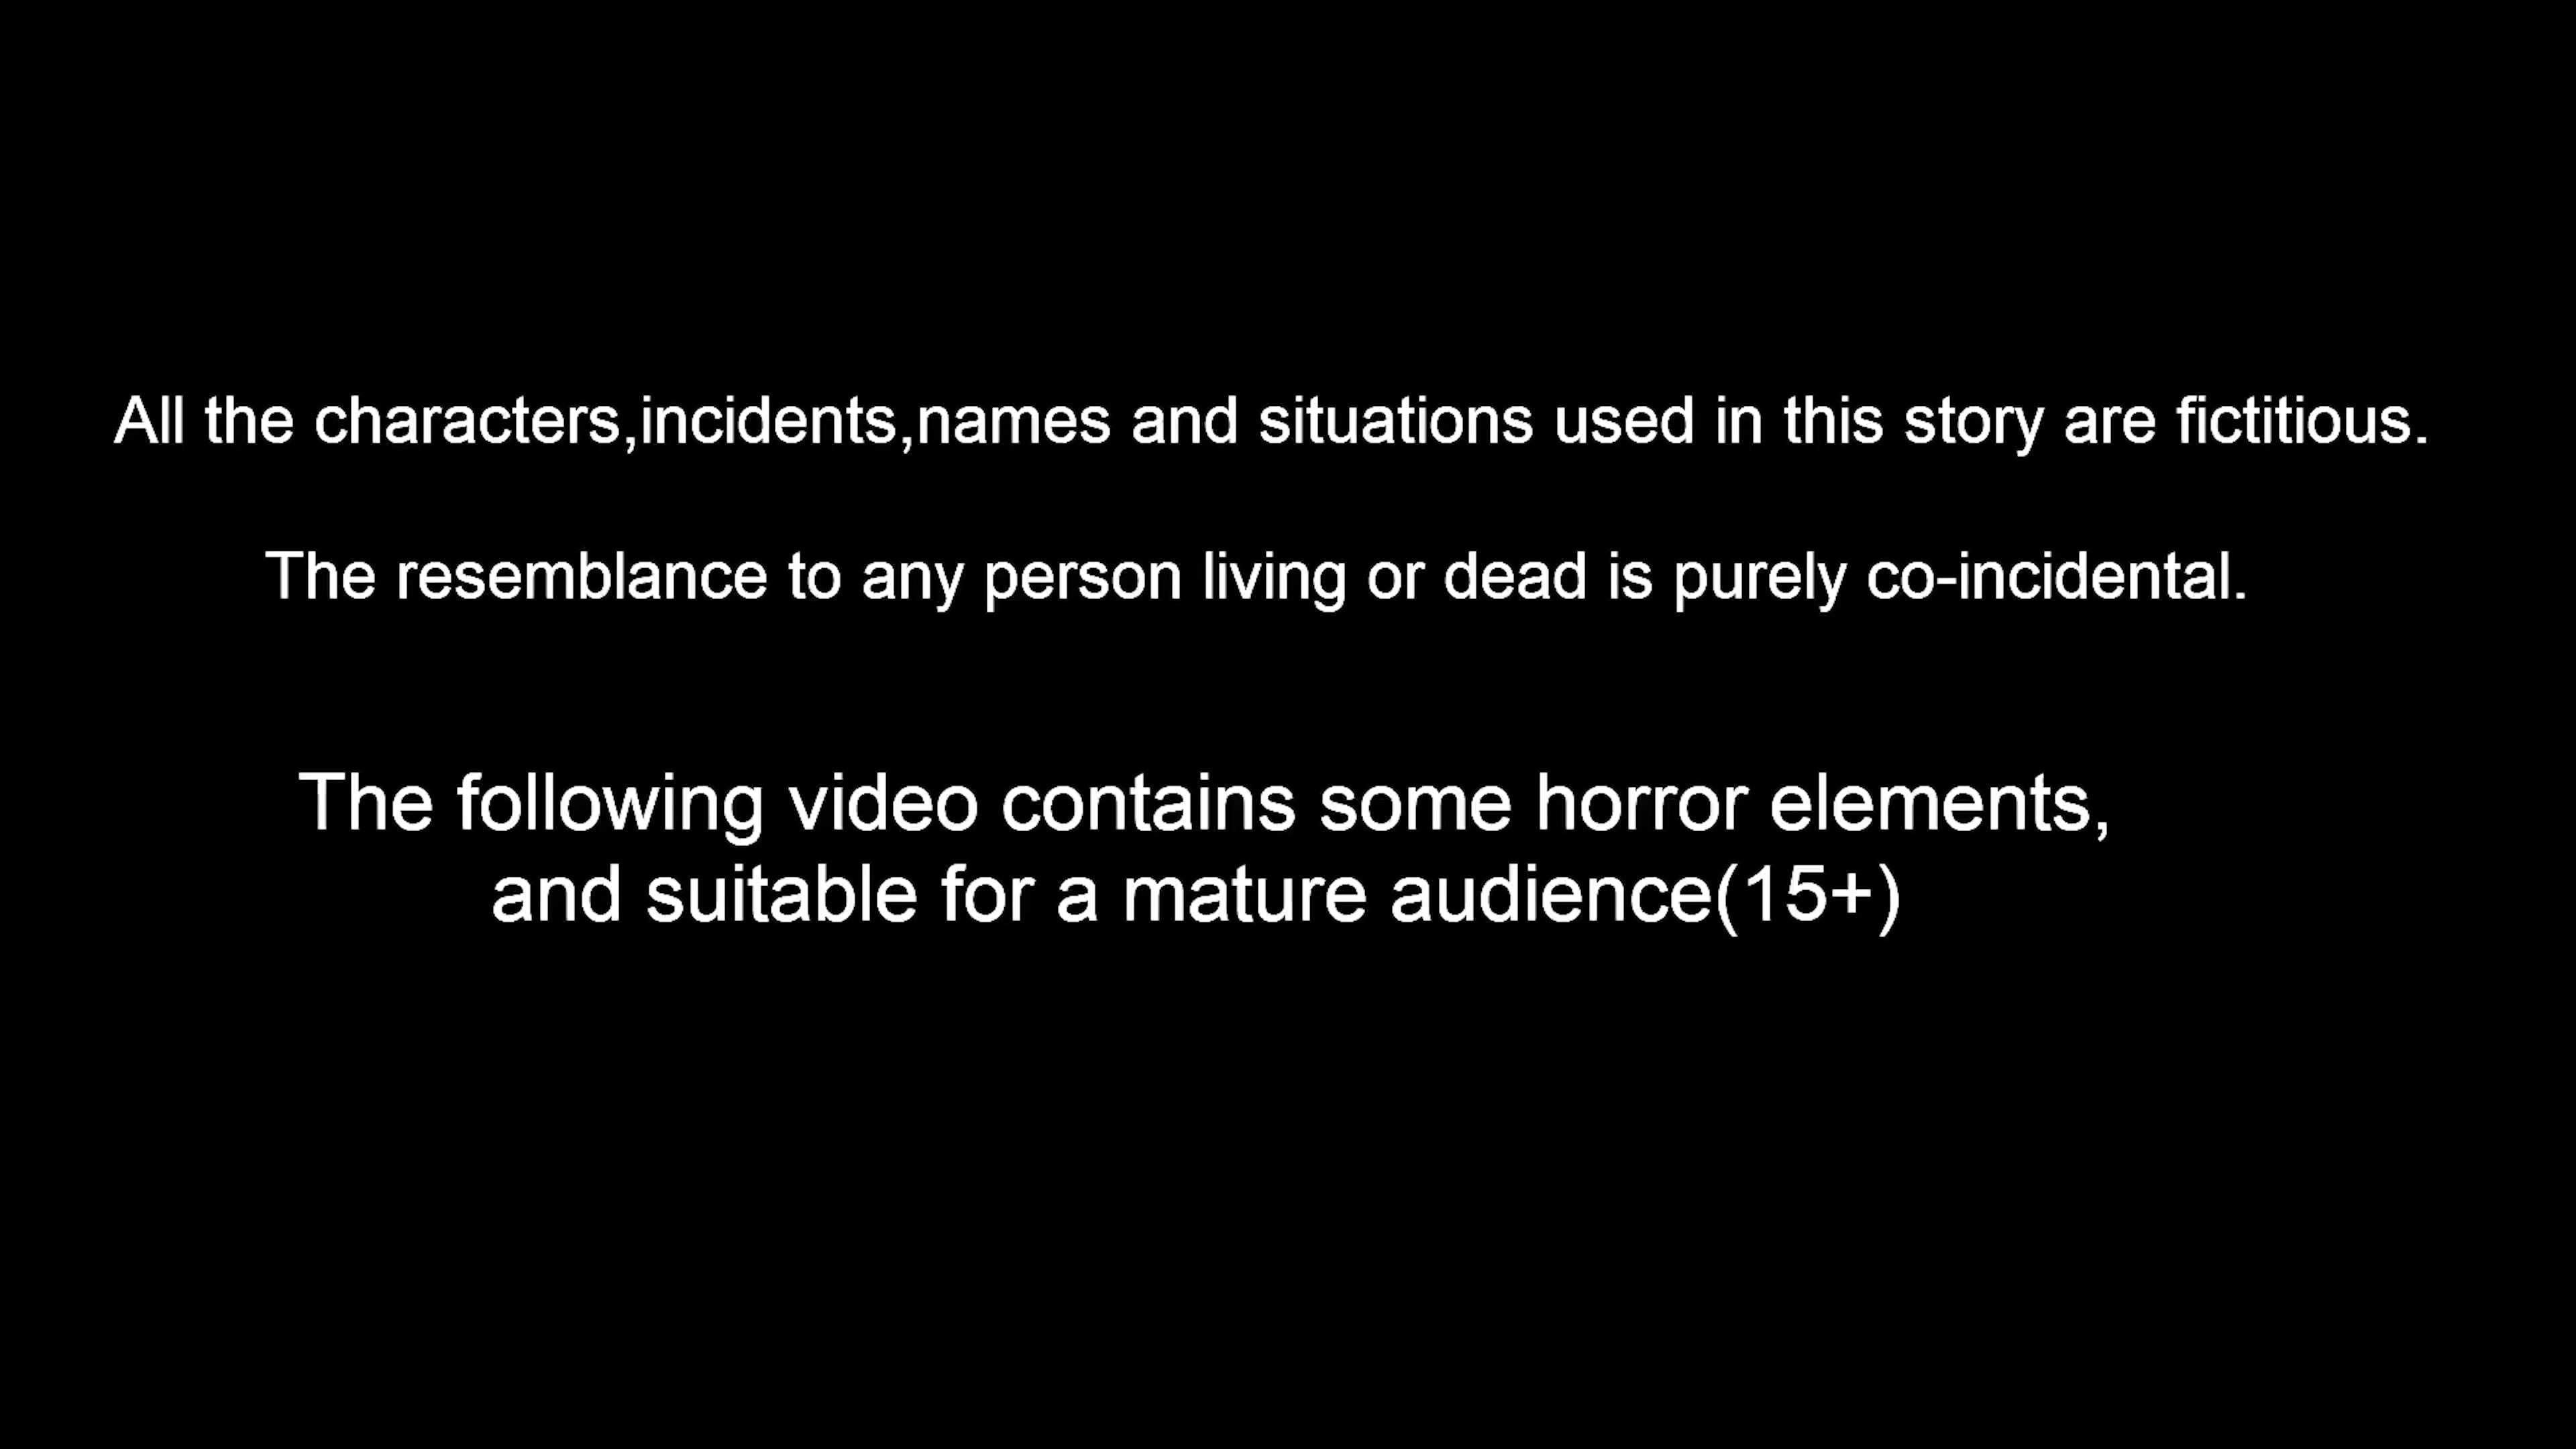 All the characters,incidents,names and situations used in this story are fictitious.
The resemblance to any person living or dead is purely co-incidental.
The following video contains some horror elements,
and suitable for a mature audience(15+)